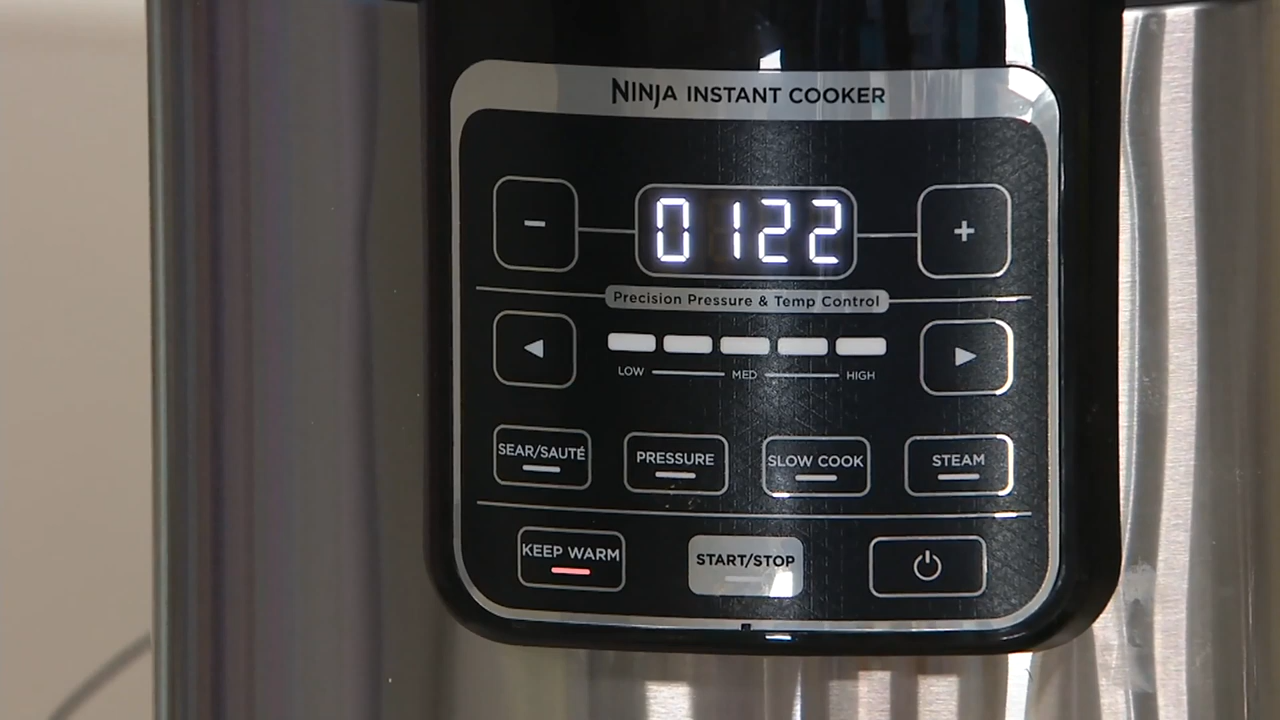 NINJA INSTANT COOKER
− 0122 +
Precision Pressure & Temp Control
LOW MED HIGH
SEAR/SAUTÉ PRESSURE SLOW COOK STEAM
KEEP WARM START/STOP